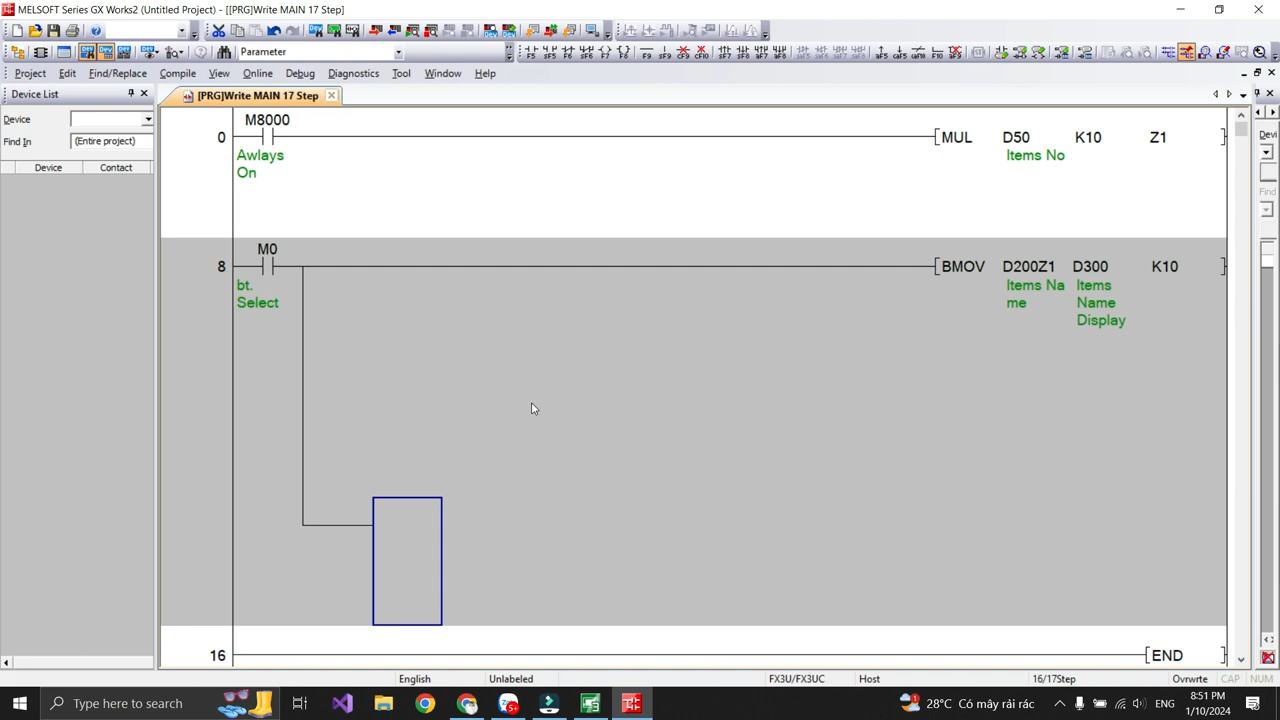 MELSOFT Series GX Works2 (Untitled Project) - [[PRG]Write MAIN 17 Step]
Parameter
Project Edit Find/Replace Compile View Online Debug Diagnostics Tool Window Help
Device List
[PRG]Write MAIN 17 Step
Device
Find In (Entire project)
Device Contact
M8000
0 MUL D50 K10 Z1
Awlays
On
Items No
M0
8 BMOV D200Z1 D300 K10
bt.
Select
Items Na
me
Items
Name
Display
16 END
Devi
Find
English Unlabeled FX3U/FX3UC Host 16/17Step Ovrwrte CAP NUM
Type here to search
28°C Có mây rải rác
8:51 PM
1/10/2024